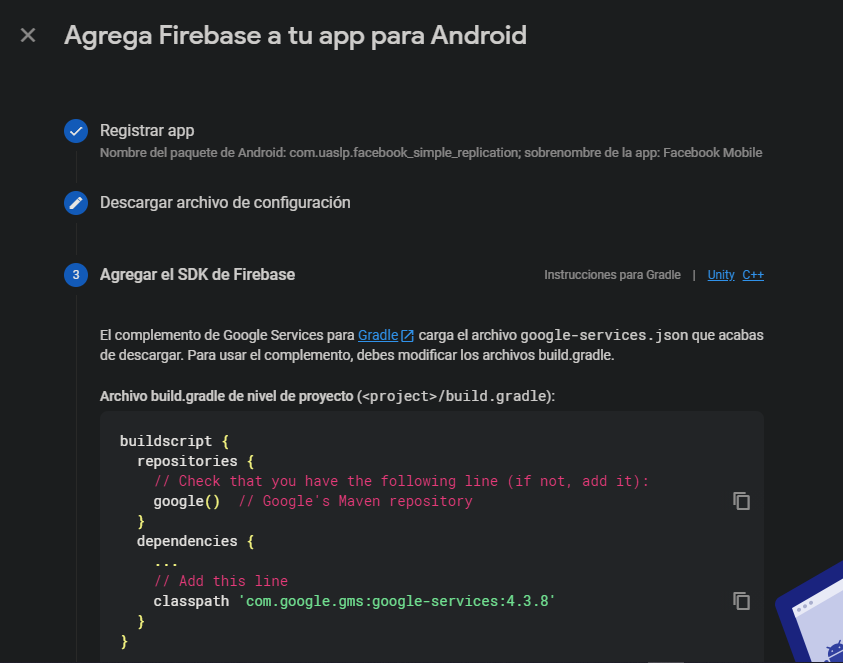 Agrega Firebase a tu app para Android
Registrar app
Nombre del paquete de Android: com.uaslp.facebook_simple_replication; sobrenombre de la app: Facebook Mobile
Descargar archivo de configuración
3 Agregar el SDK de Firebase Instrucciones para Gradle | Unity C++
El complemento de Google Services para Gradle carga el archivo google-services.json que acabas
de descargar. Para usar el complemento, debes modificar los archivos build.gradle.
Archivo build.gradle de nivel de proyecto (<project>/build.gradle):
buildscript {
  repositories {
    // Check that you have the following line (if not, add it):
    google()  // Google's Maven repository
  }
  dependencies {
    ...
    // Add this line
    classpath 'com.google.gms:google-services:4.3.8'
  }
}